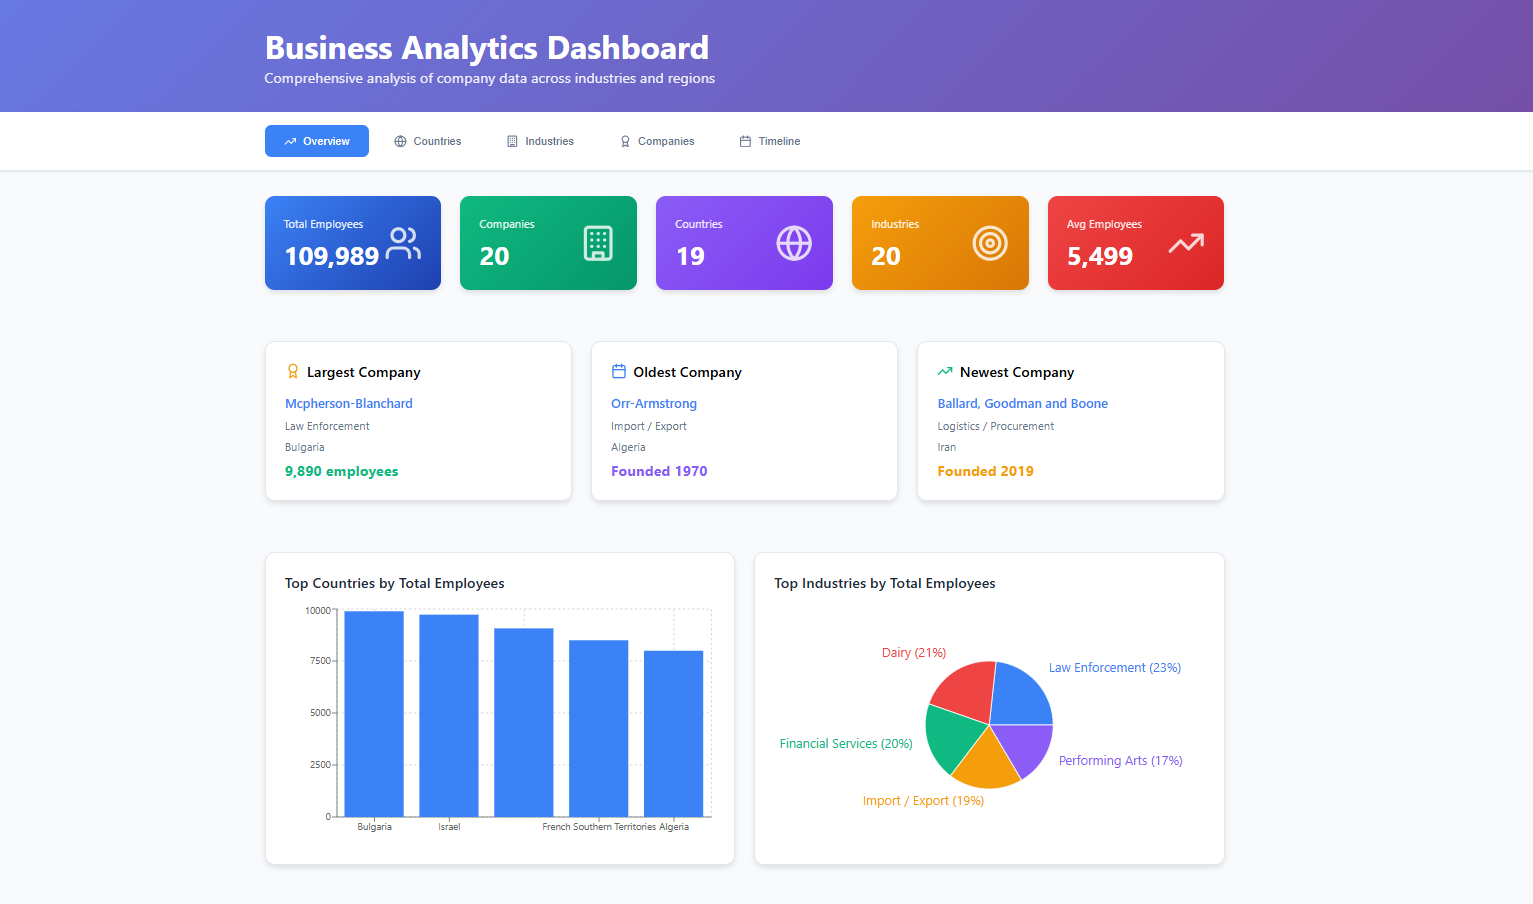 Business Analytics Dashboard
Comprehensive analysis of company data across industries and regions
Overview
Countries
Industries
Companies
Timeline
Total Employees
109,989
Companies
20
Countries
19
Industries
20
Avg Employees
5,499
Largest Company
Mcpherson-Blanchard
Law Enforcement
Bulgaria
9,890 employees
Oldest Company
Orr-Armstrong
Import / Export
Algeria
Founded 1970
Newest Company
Ballard, Goodman and Boone
Logistics / Procurement
Iran
Founded 2019
Top Countries by Total Employees
10000
7500
5000
2500
0
Bulgaria
Israel
French Southern Territories
Algeria
Top Industries by Total Employees
Dairy (21%)
Law Enforcement (23%)
Financial Services (20%)
Performing Arts (17%)
Import / Export (19%)